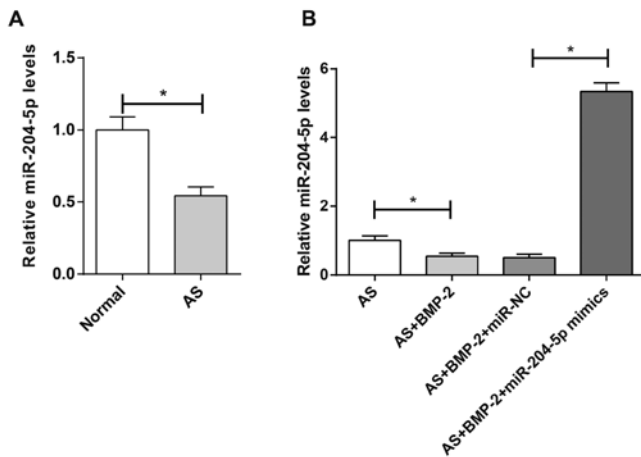 A
Relative miR-204-5p levels
1.5
1.0
0.5
0.0
*
Normal
AS
B
Relative miR-204-5p levels
6
4
2
0
*
*
AS
AS+BMP-2
AS+BMP-2+miR-NC
AS+BMP-2+miR-204-5p mimics